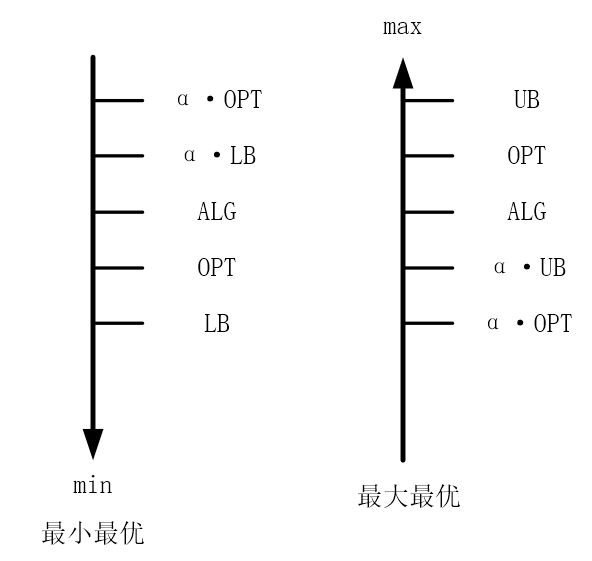 α · OPT
α · LB
ALG
OPT
LB
min
最小最优
max
UB
OPT
ALG
α · UB
α · OPT
最大最优